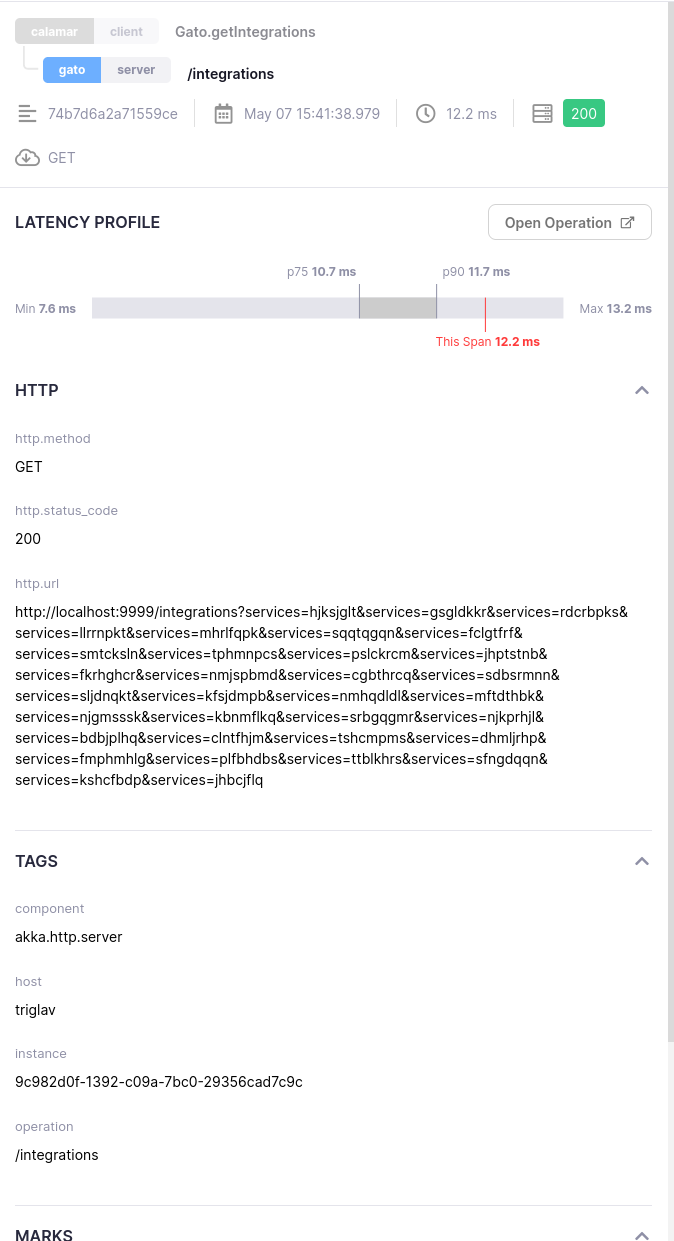 calamar client Gato.getIntegrations
gato server /integrations
74b7d6a2a71559ce May 07 15:41:38.979 12.2 ms 200
GET
LATENCY PROFILE Open Operation
p75 10.7 ms p90 11.7 ms
Min 7.6 ms Max 13.2 ms
This Span 12.2 ms
HTTP
http.method
GET
http.status_code
200
http.url
http://localhost:9999/integrations?services=hjksjglt&services=gsgldkkr&services=rdcrbpks&
services=llrrnpkt&services=mhrlfqpk&services=sqqtqgqn&services=fclgtfrf&
services=smtcksln&services=tphmnpcs&services=pslckrcm&services=jhptstnb&
services=fkrhghcr&services=nmjspbmd&services=cgbthrcq&services=sdbsrmnn&
services=sljdnqkt&services=kfsjdmpb&services=nmhqdldl&services=mftdthbk&
services=njgmsssk&services=kbnmflkq&services=srbgqgmr&services=njkprhjl&
services=bdbjplhq&services=clntfhjm&services=tshcmpms&services=dhmljrhp&
services=fmphmhlg&services=plfbhdbs&services=ttblkhrs&services=sfngdqqn&
services=kshcfbdp&services=jhbcjflq
TAGS
component
akka.http.server
host
triglav
instance
9c982d0f-1392-c09a-7bc0-29356cad7c9c
operation
/integrations
MARKS